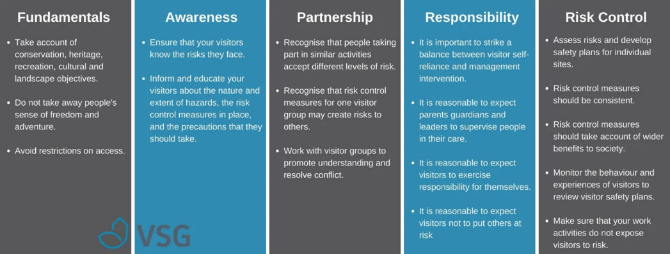 Fundamentals
• Take account of
conservation, heritage,
recreation, cultural and
landscape objectives.
• Do not take away people's
sense of freedom and
adventure.
• Avoid restrictions on access.
Awareness
• Ensure that your visitors
know the risks they face.
• Inform and educate your
visitors about the nature and
extent of hazards, the risk
control measures in place,
and the precautions that they
should take.
Partnership
• Recognise that people taking
part in similar activities
accept different levels of risk.
• Recognise that risk control
measures for one visitor
group may create risks to
others.
• Work with visitor groups to
promote understanding and
resolve conflict.
Responsibility
• It is important to strike a
balance between visitor self-
reliance and management
intervention.
• It is reasonable to expect
parents guardians and
leaders to supervise people
in their care.
• It is reasonable to expect
visitors to exercise
responsibility for themselves.
• It is reasonable to expect
visitors not to put others at
risk
Risk Control
• Assess risks and develop
safety plans for individual
sites.
• Risk control measures
should be consistent.
• Risk control measures
should take account of wider
benefits to society.
• Monitor the behaviour and
experiences of visitors to
review visitor safety plans.
• Make sure that your work
activities do not expose
visitors to risk.
VSG